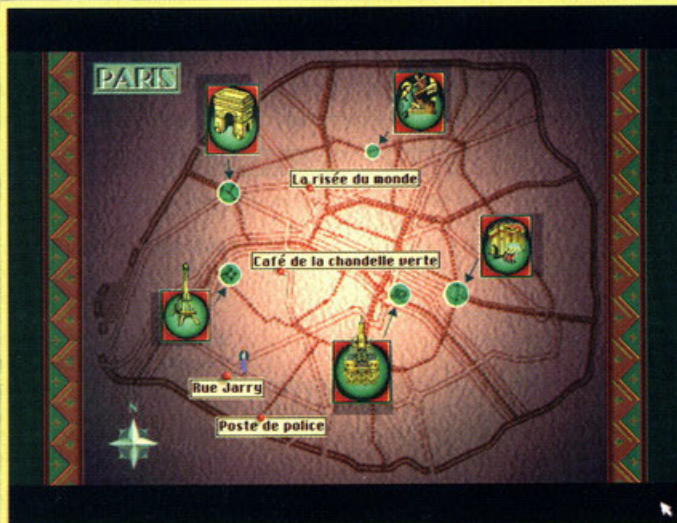 PARIS
La risée du monde
Café de la chandelle verte
Rue Jarry
Poste de police
N